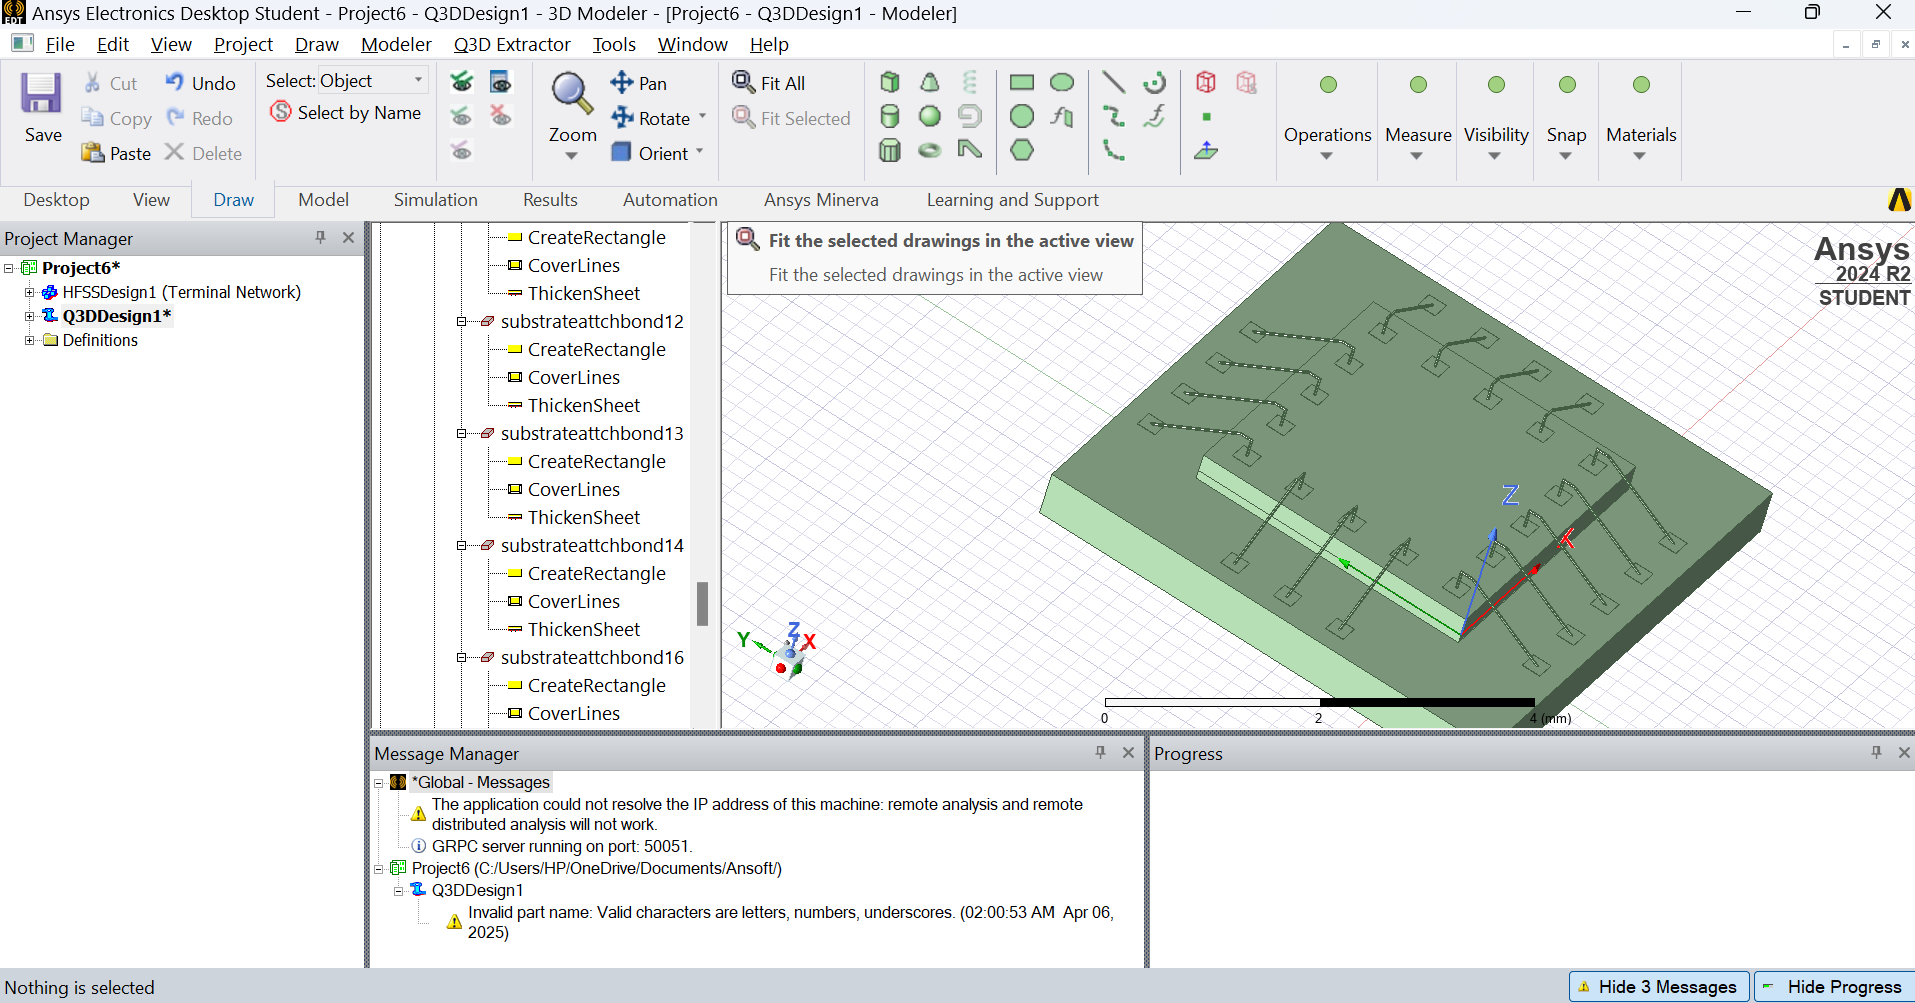 Ansys Electronics Desktop Student - Project6 - Q3DDesign1 - 3D Modeler - [Project6 - Q3DDesign1 - Modeler]
File Edit View Project Draw Modeler Q3D Extractor Tools Window Help
Save
Cut
Copy
Paste
Undo
Redo
Delete
Select: Object
Select by Name
Zoom
Pan
Rotate
Orient
Fit All
Fit Selected
Operations
Measure
Visibility
Snap
Materials
Desktop View Draw Model Simulation Results Automation Ansys Minerva Learning and Support
Project Manager
Project6*
HFSSDesign1 (Terminal Network)
Q3DDesign1*
Definitions
CreateRectangle
CoverLines
ThickenSheet
substrateattchbond12
CreateRectangle
CoverLines
ThickenSheet
substrateattchbond13
CreateRectangle
CoverLines
ThickenSheet
substrateattchbond14
CreateRectangle
CoverLines
ThickenSheet
substrateattchbond16
CreateRectangle
CoverLines
Fit the selected drawings in the active view
Fit the selected drawings in the active view
Ansys
2024 R2
STUDENT
Z
X
Y
Z
X
0
2
4 (mm)
Message Manager
*Global - Messages
The application could not resolve the IP address of this machine: remote analysis and remote
distributed analysis will not work.
GRPC server running on port: 50051.
Project6 (C:/Users/HP/OneDrive/Documents/Ansoft/)
Q3DDesign1
Invalid part name: Valid characters are letters, numbers, underscores. (02:00:53 AM Apr 06,
2025)
Progress
Nothing is selected
Hide 3 Messages
Hide Progress